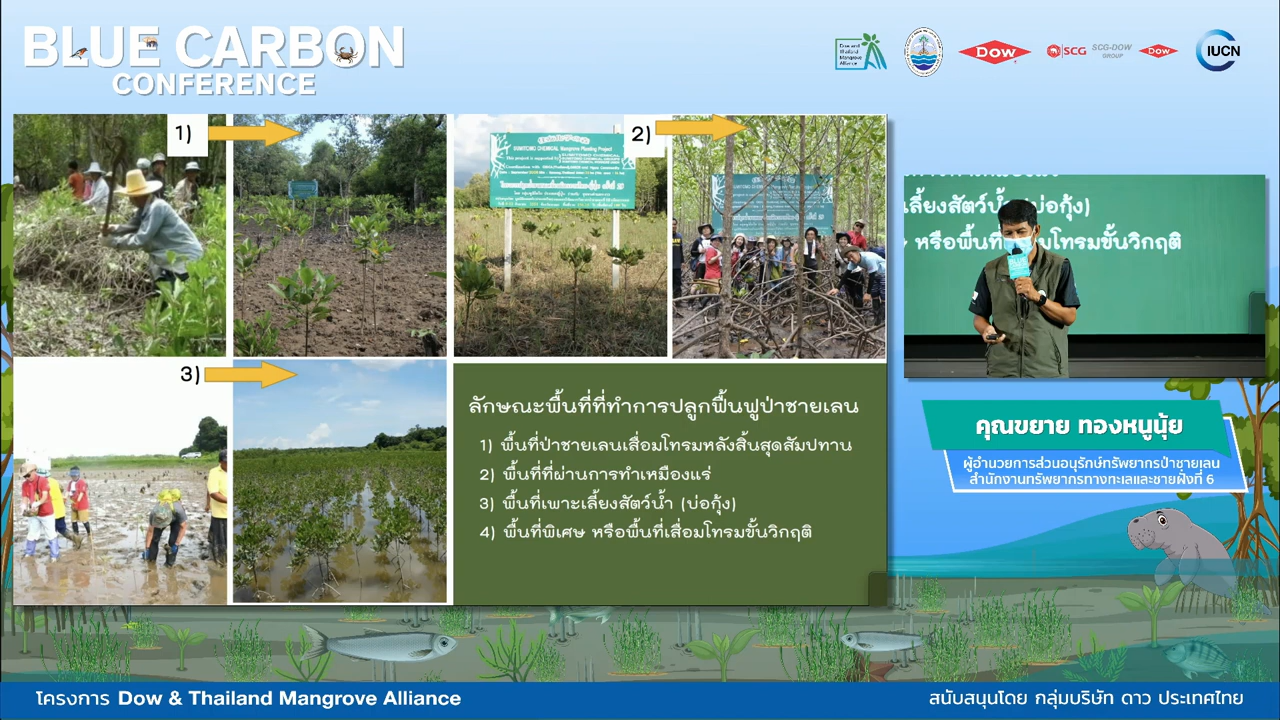 BLUE CARBON
CONFERENCE
Dow and
Thailand
Mangrove
Alliance
Dow
SCG
SCG-DOW
GROUP
Dow
IUCN
1)
2)
SUMITOMO CHEMICAL Mangrove Planting Project
3)
ลักษณะพื้นที่ที่ทำการปลูกฟื้นฟูป่าชายเลน
1) พื้นที่ป่าชายเลนเสื่อมโทรมหลังสิ้นสุดสัมปทาน
2) พื้นที่ที่ผ่านการทำเหมืองแร่
3) พื้นที่เพาะเลี้ยงสัตว์น้ำ (บ่อกุ้ง)
4) พื้นที่พิเศษ หรือพื้นที่เสื่อมโทรมขั้นวิกฤติ
เลี้ยงสัตว์น้ำ (บ่อกุ้ง)
หรือพื้นที่ โทรมขั้นวิกฤติ
BLUE
คุณขยาย ทองหนูนุ้ย
ผู้อำนวยการส่วนอนุรักษ์ทรัพยากรป่าชายเลน
สำนักงานทรัพยากรทางทะเลและชายฝั่งที่ 6
โครงการ Dow & Thailand Mangrove Alliance
สนับสนุนโดย กลุ่มบริษัท ดาว ประเทศไทย